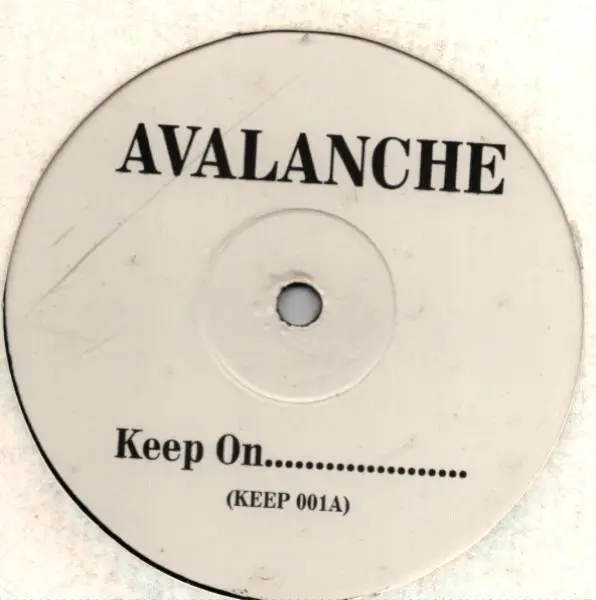 AVALANCHE
Keep On....................
(KEEP 001A)